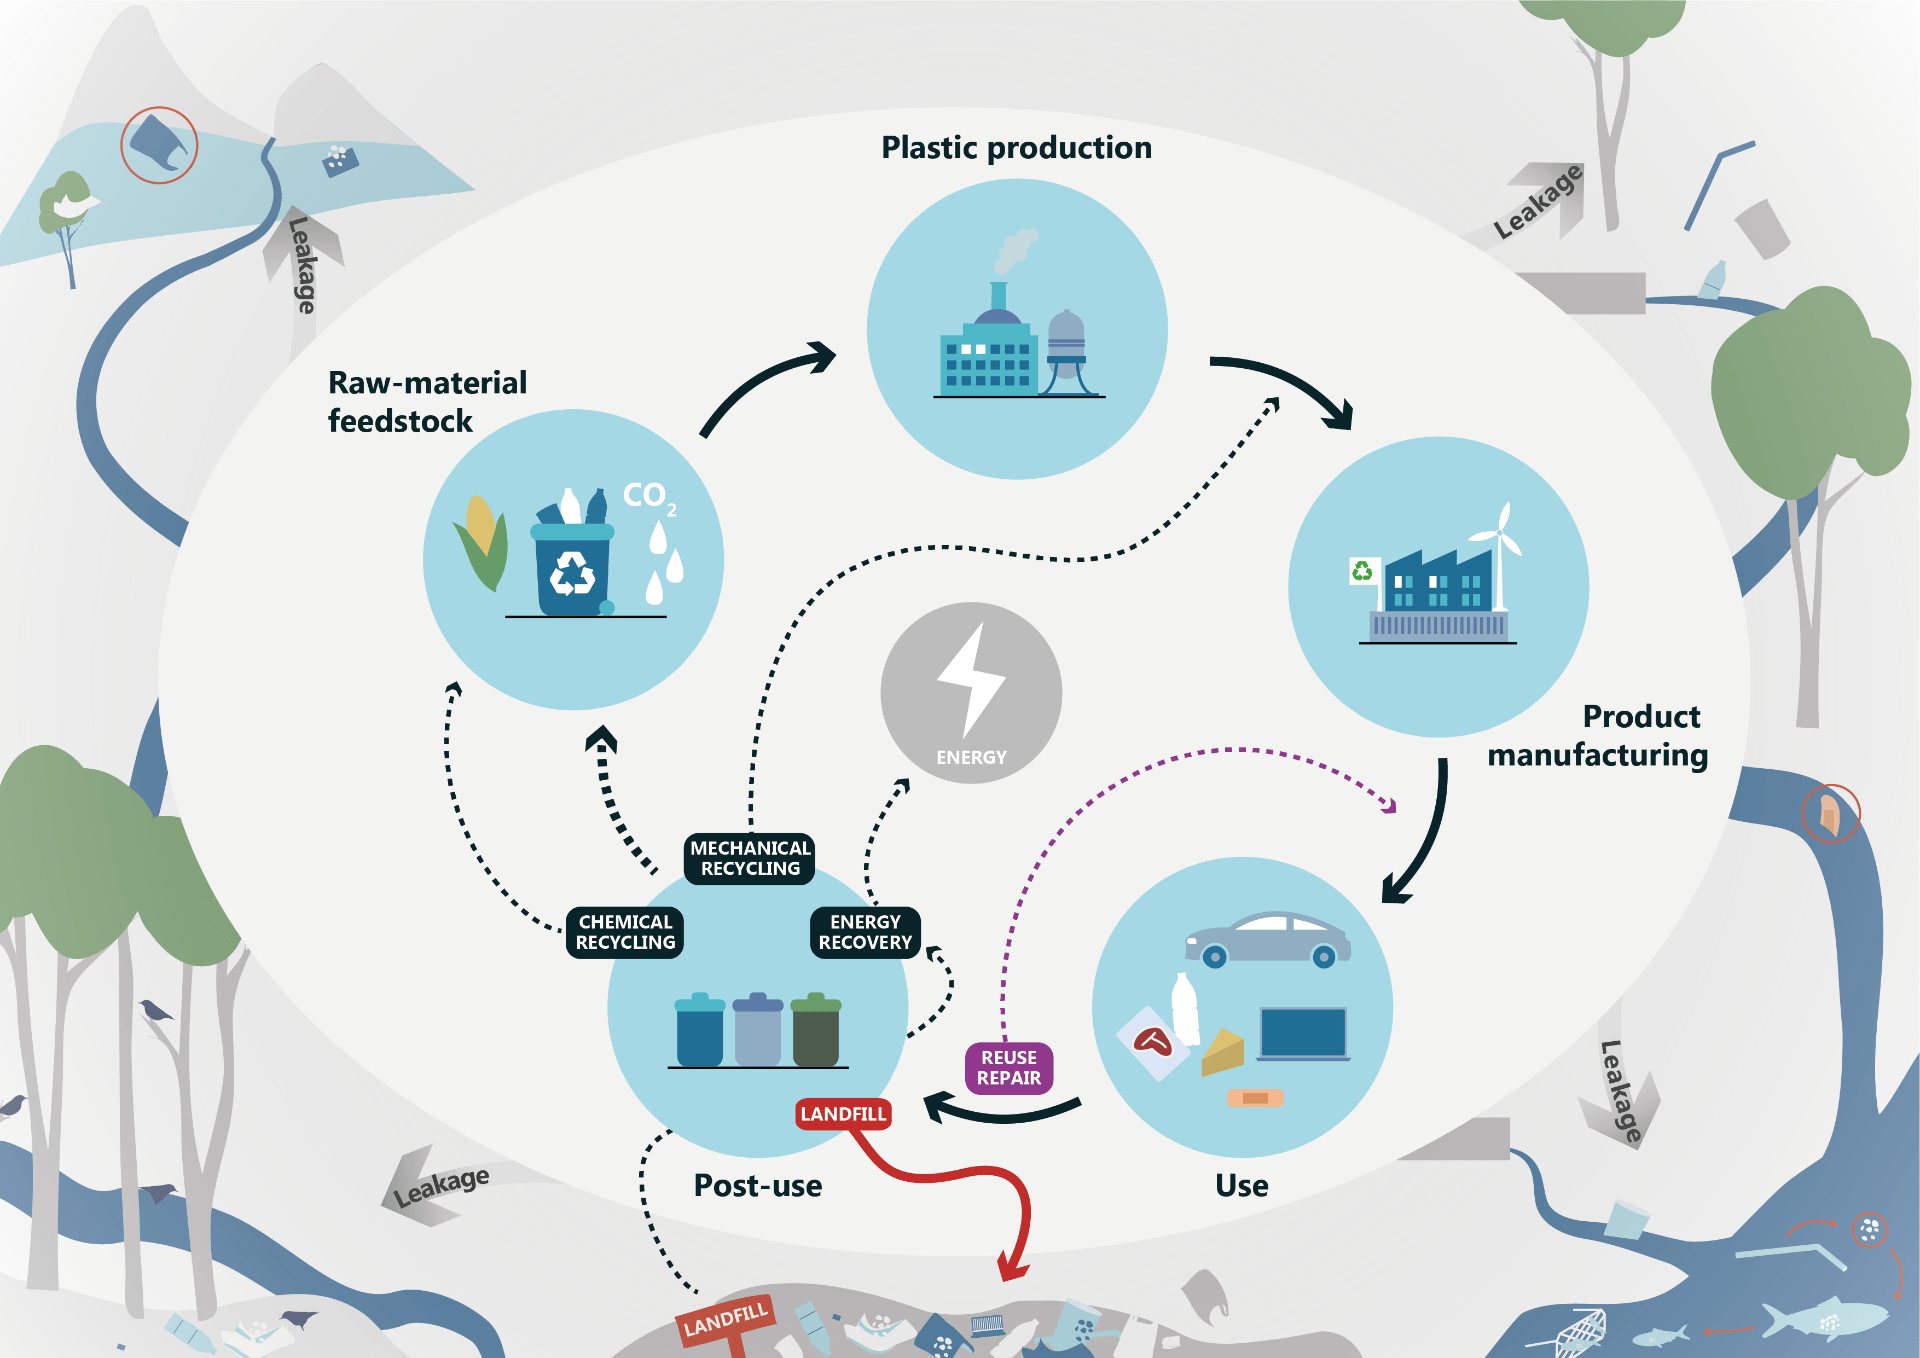 Plastic production
Leakage
Leakage
Raw-material
feedstock
CO2
ENERGY
Product
manufacturing
MECHANICAL
RECYCLING
CHEMICAL
RECYCLING
ENERGY
RECOVERY
REUSE
REPAIR
LANDFILL
Leakage
Leakage
Post-use
Use
LANDFILL